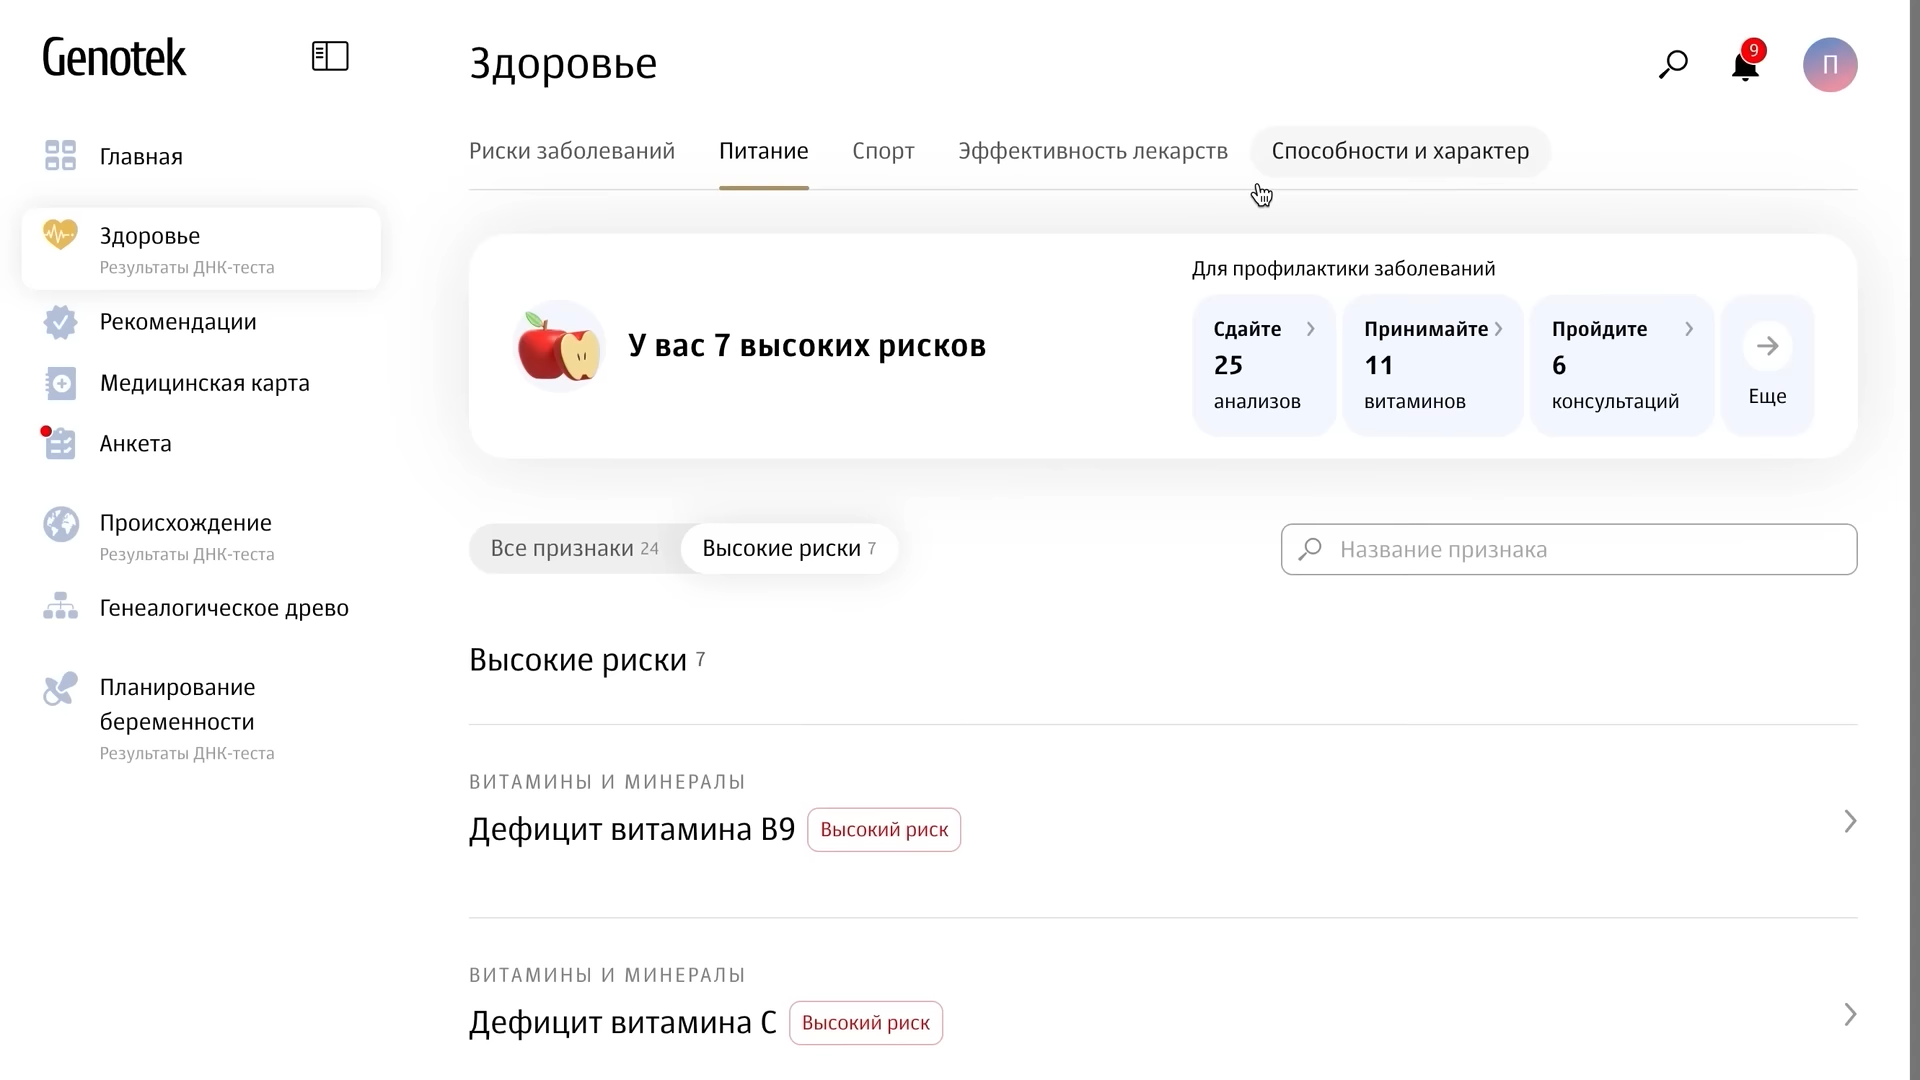 Genotek
Главная
Здоровье
Результаты ДНК-теста
Рекомендации
Медицинская карта
Анкета
Происхождение
Результаты ДНК-теста
Генеалогическое древо
Планирование
беременности
Результаты ДНК-теста
Здоровье
9
П
Риски заболеваний Питание Спорт Эффективность лекарств Способности и характер
У вас 7 высоких рисков
Для профилактики заболеваний
Сдайте
25
анализов
Принимайте
11
витаминов
Пройдите
6
консультаций
Еще
Все признаки 24 Высокие риски 7
Название признака
Высокие риски 7
ВИТАМИНЫ И МИНЕРАЛЫ
Дефицит витамина B9 Высокий риск
ВИТАМИНЫ И МИНЕРАЛЫ
Дефицит витамина C Высокий риск